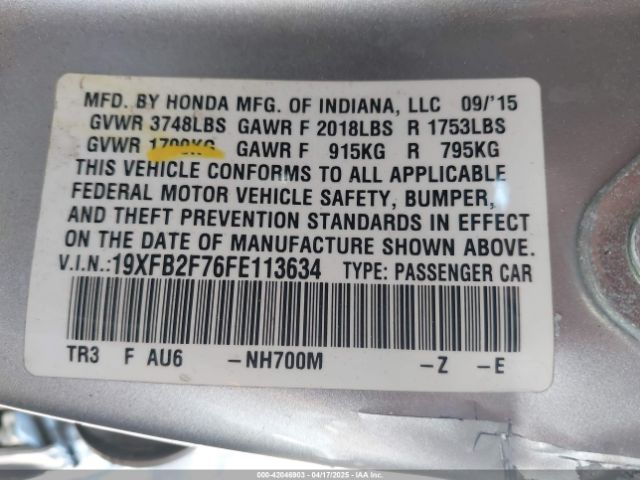 MFD. BY HONDA MFG. OF INDIANA, LLC 09/'15
GVWR 3748LBS GAWR F 2018LBS R 1753LBS
GVWR GAWR F 915KG R 795KG
THIS VEHICLE CONFORMS TO ALL APPLICABLE
FEDERAL MOTOR VEHICLE SAFETY, BUMPER,
AND THEFT PREVENTION STANDARDS IN EFFECT
ON THE DATE OF MANUFACTURE SHOWN ABOVE.
V.I.N.:19XFB2F76FE113634 TYPE: PASSENGER CAR
TR3 F AU6 –NH700M –Z –E
000-42046903 - 04/17/2025 - IAAI.COM